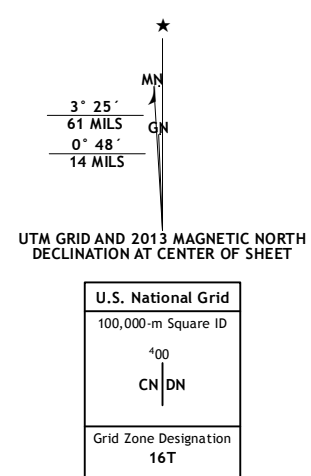 ★
MN
3° 25´
61 MILS
GN
0° 48´
14 MILS
UTM GRID AND 2013 MAGNETIC NORTH
DECLINATION AT CENTER OF SHEET
U.S. National Grid
100,000-m Square ID
⁴00
CN DN
Grid Zone Designation
16T